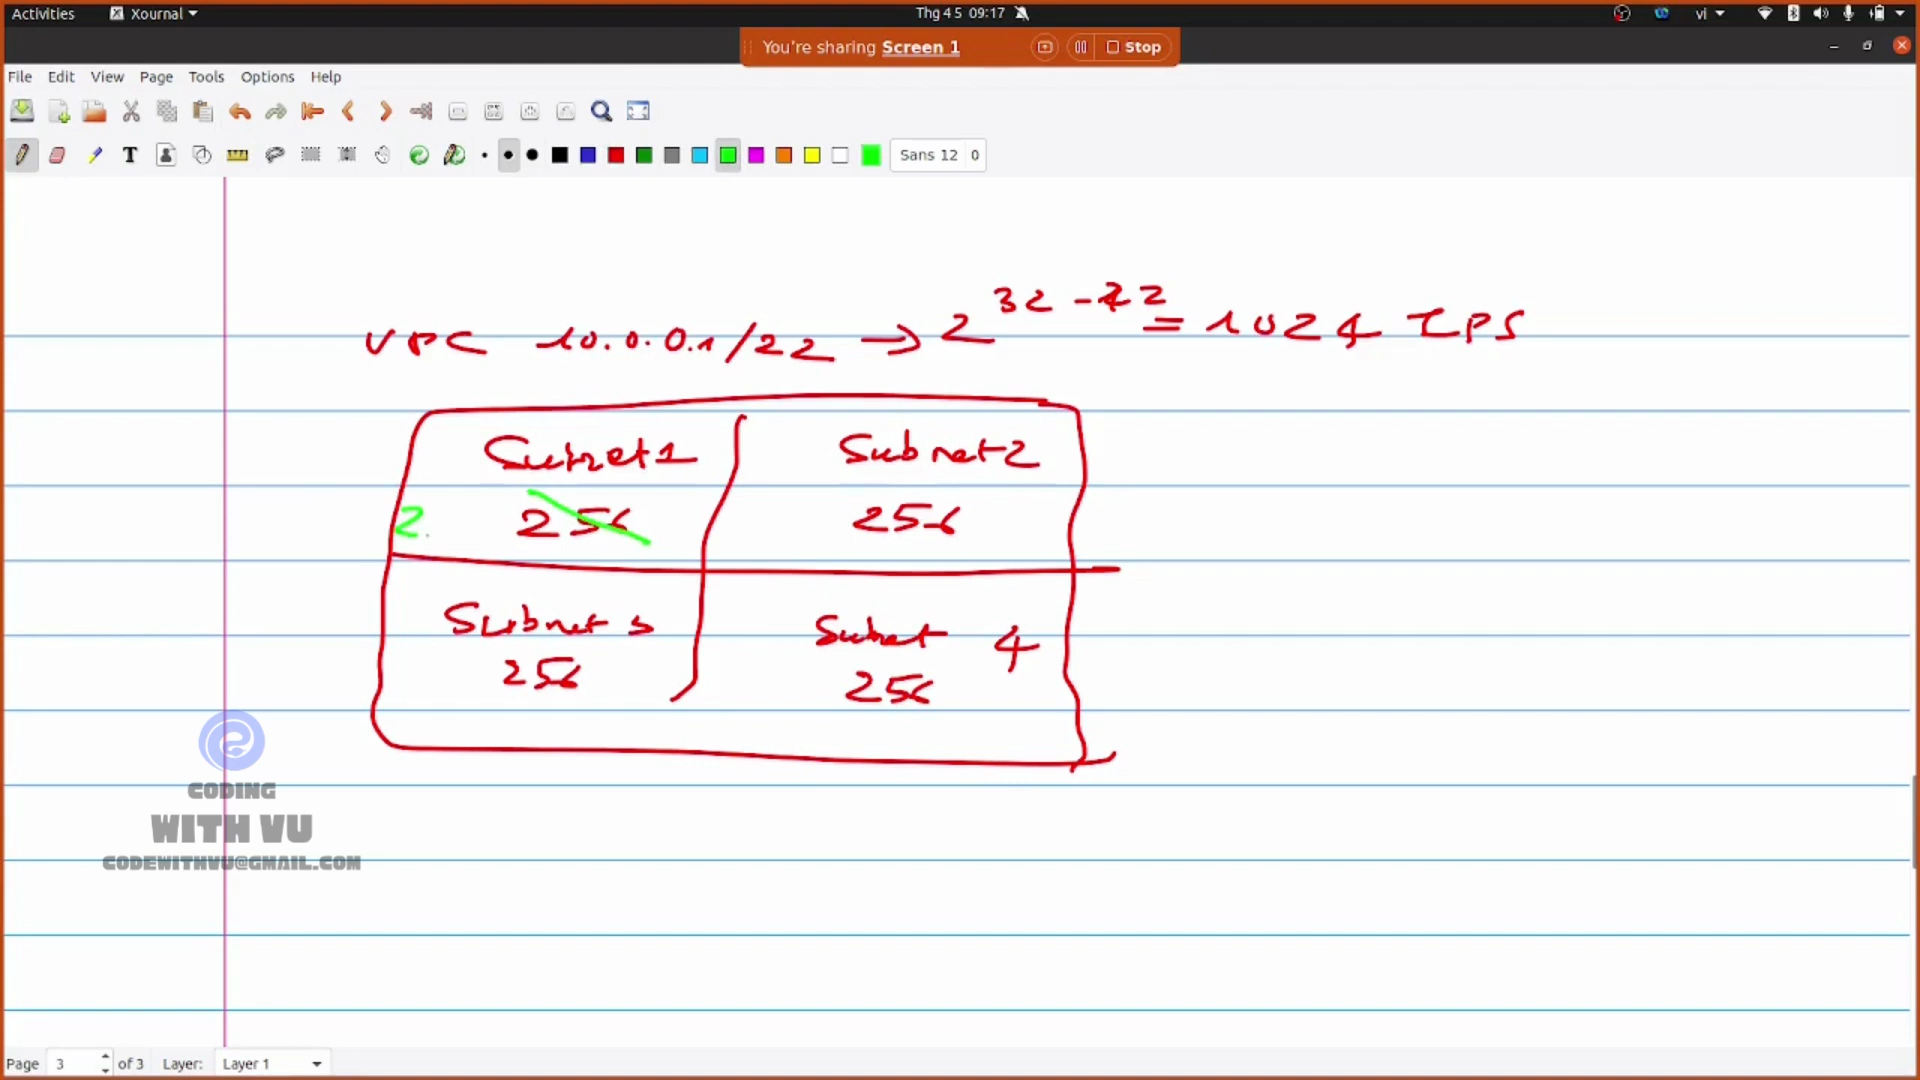 Activities Xournal Thg 4 5 09:17 vi
You're sharing Screen 1 Stop
File Edit View Page Tools Options Help
Sans 12 0
VPC 10.0.0.1/22 → 2^32-22 = 1024 IPS
Subnet1 Subnet2
2. 256 256
Subnet 3 Subnet 4
256 256
CODING
WITH VU
CODEWITHVU@GMAIL.COM
Page 3 of 3 Layer: Layer 1